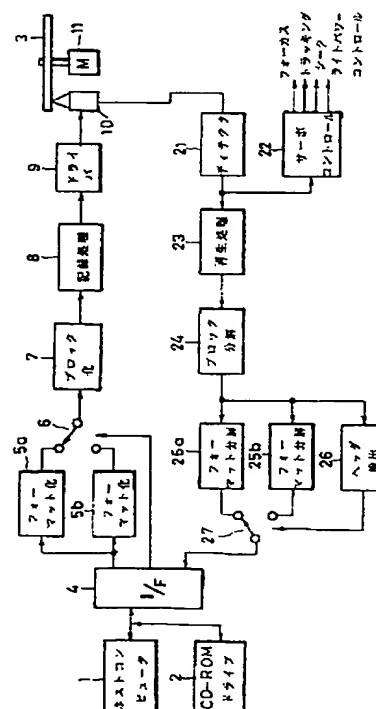 1
ホストコン
ピュータ
2
CD-ROM
ドライブ
4
I/F
5a
フォー
マット化
5b
フォー
マット化
6
7
ブロック
化
8
記録処理
9
ドライ
バ
10
3
11
M
21
ディテクタ
22
サーボ
コントロール
フォーカス
トラッキング
シーク
ライトパワー
コントロール
23
再生処理
24
ブロック
分解
26a
フォー
マット分解
25b
フォー
マット分解
26
ヘッダ
検出
27